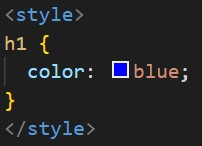 <style>
h1 {
  color: blue;
}
</style>